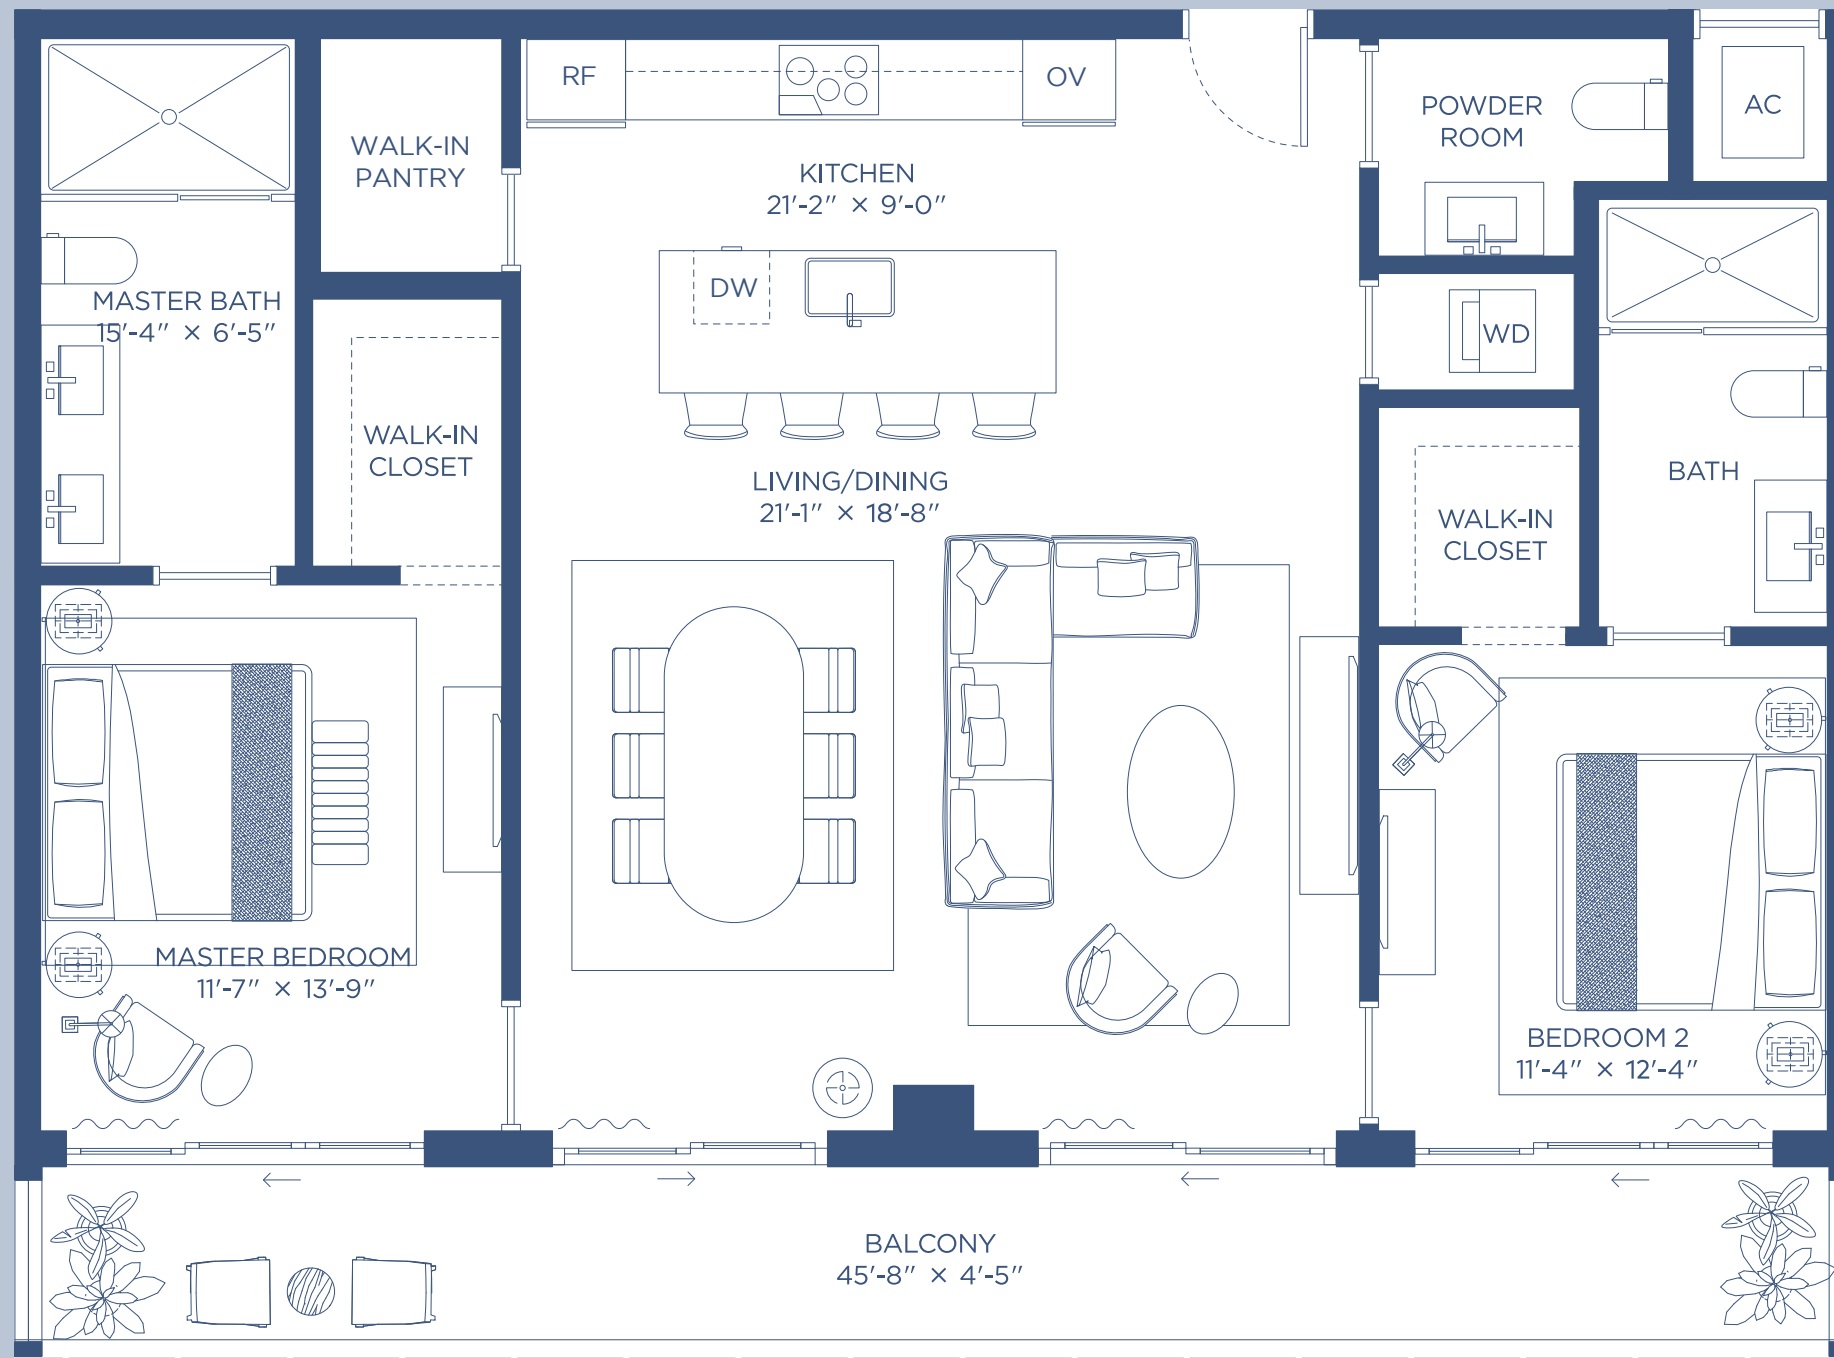 RF
OV
POWDER
ROOM
AC
WALK-IN
PANTRY
KITCHEN
21'-2" × 9'-0"
DW
MASTER BATH
15'-4" × 6'-5"
WD
WALK-IN
CLOSET
LIVING/DINING
21'-1" × 18'-8"
BATH
WALK-IN
CLOSET
MASTER BEDROOM
11'-7" × 13'-9"
BEDROOM 2
11'-4" × 12'-4"
BALCONY
45'-8" × 4'-5"